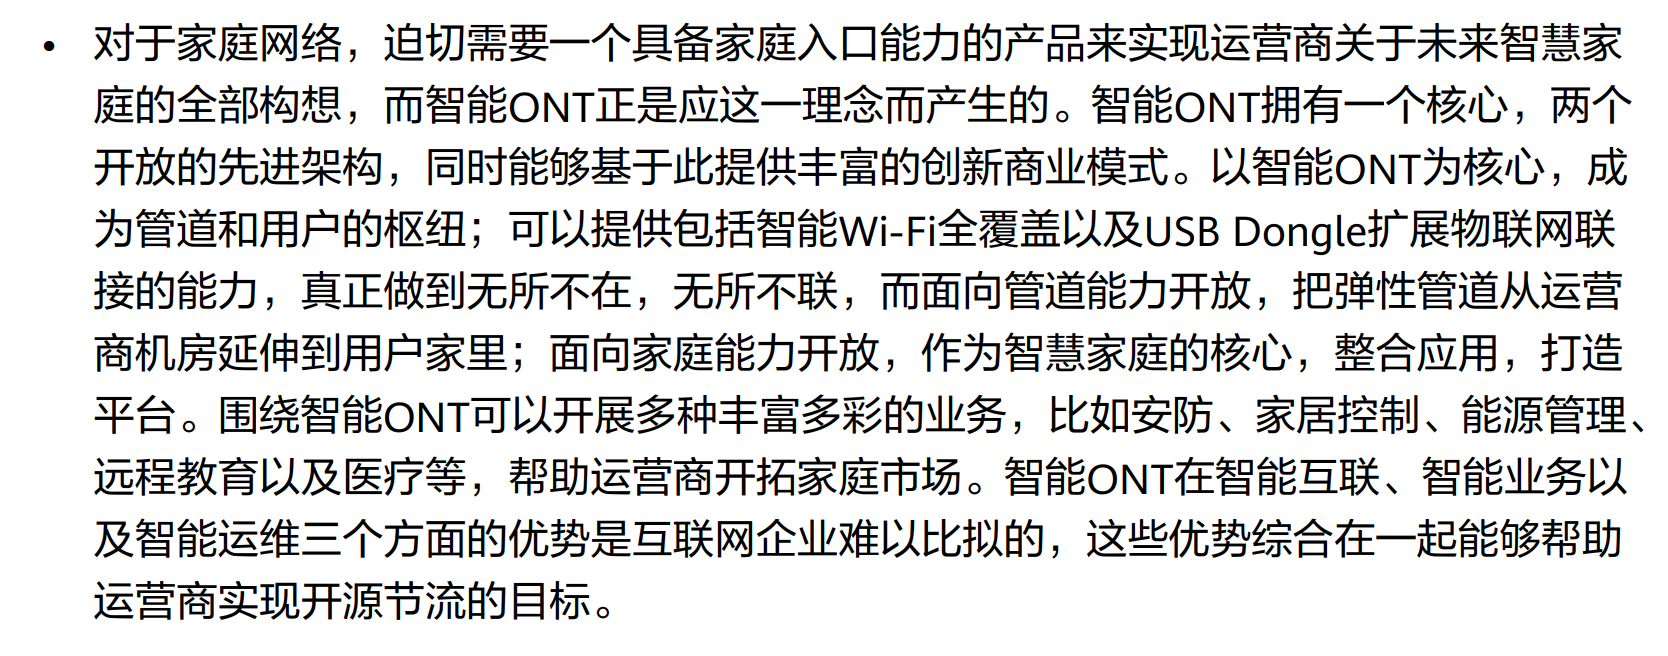 • 对于家庭网络，迫切需要一个具备家庭入口能力的产品来实现运营商关于未来智慧家
庭的全部构想，而智能ONT正是应这一理念而产生的。智能ONT拥有一个核心，两个
开放的先进架构，同时能够基于此提供丰富的创新商业模式。以智能ONT为核心，成
为管道和用户的枢纽；可以提供包括智能Wi-Fi全覆盖以及USB Dongle扩展物联网联
接的能力，真正做到无所不在，无所不联，而面向管道能力开放，把弹性管道从运营
商机房延伸到用户家里；面向家庭能力开放，作为智慧家庭的核心，整合应用，打造
平台。围绕智能ONT可以开展多种丰富多彩的业务，比如安防、家居控制、能源管理、
远程教育以及医疗等，帮助运营商开拓家庭市场。智能ONT在智能互联、智能业务以
及智能运维三个方面的优势是互联网企业难以比拟的，这些优势综合在一起能够帮助
运营商实现开源节流的目标。